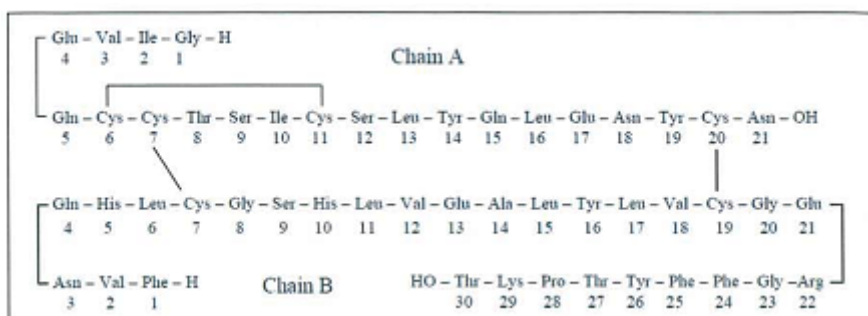 Glu – Val – Ile – Gly – H
4 3 2 1
Chain A
Gln – Cys – Cys – Thr – Ser – Ile – Cys – Ser – Leu – Tyr – Gln – Leu – Glu – Asn – Tyr – Cys – Asn – OH
5 6 7 8 9 10 11 12 13 14 15 16 17 18 19 20 21
Gln – His – Leu – Cys – Gly – Ser – His – Leu – Val – Glu – Ala – Leu – Tyr – Leu – Val – Cys – Gly – Glu
4 5 6 7 8 9 10 11 12 13 14 15 16 17 18 19 20 21
Asn – Val – Phe – H
3 2 1
Chain B
HO – Thr – Lys – Pro – Thr – Tyr – Phe – Phe – Gly – Arg
30 29 28 27 26 25 24 23 22